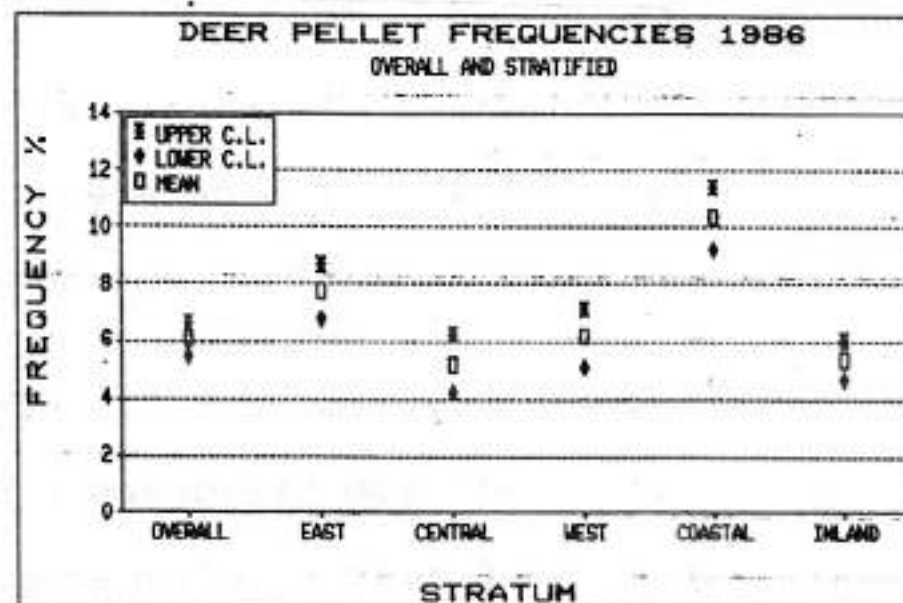 DEER PELLET FREQUENCIES 1986
OVERALL AND STRATIFIED
FREQUENCY %
14
12
10
8
6
4
2
0
UPPER C.L.
LOWER C.L.
MEAN
OVERALL EAST CENTRAL WEST COASTAL INLAND
STRATUM